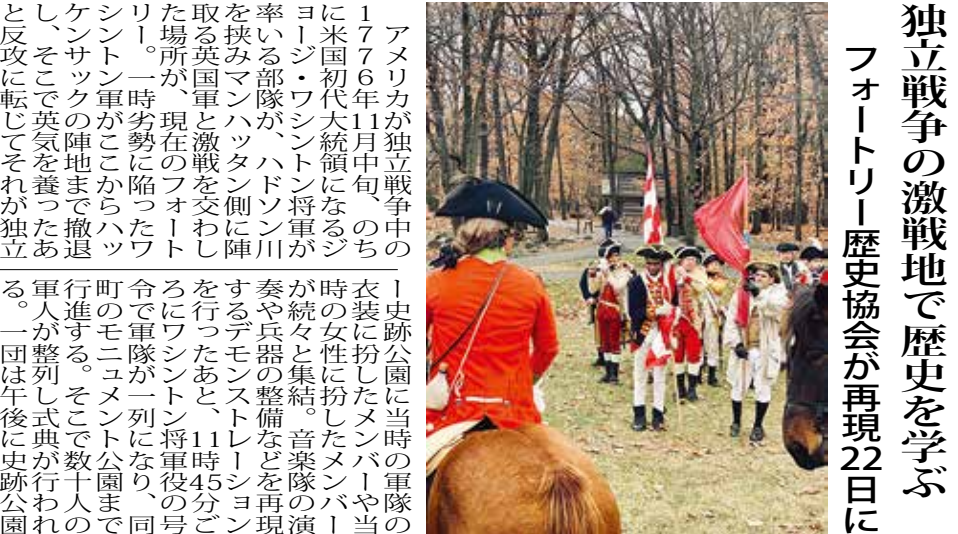 独立戦争の激戦地で歴史を学ぶ
フォートリー歴史協会が再現22日に
アメリカが独立戦争中の
1776年11月中旬、のち
に米国初代大統領になるジ
ョージ・ワシントン将軍が
率いる部隊が、ハドソン川
を挟みマンハッタン側に陣
取る英国軍と激戦を交わし
た場所が、現在のフォート
リー。一時劣勢に陥ったワ
シントン軍がここからハッ
ケンサックの陣地まで撤退
し、そこで英気を養ったあ
と反攻に転じてそれが独立
ー史跡公園に当時の軍隊の
衣装に扮したメンバーや当
時の女性に扮したメンバー
が続々と集結。音楽隊の演
奏や兵器の整備などを再現
するデモンストレーション
を行ったあと、11時45分ご
ろにワシントン将軍役の号
令で軍隊が一列になり、同
町のモニュメント公園まで
行進する。そこで数十人の
軍人が整列し式典が行われ
る。一団は午後に史跡公園